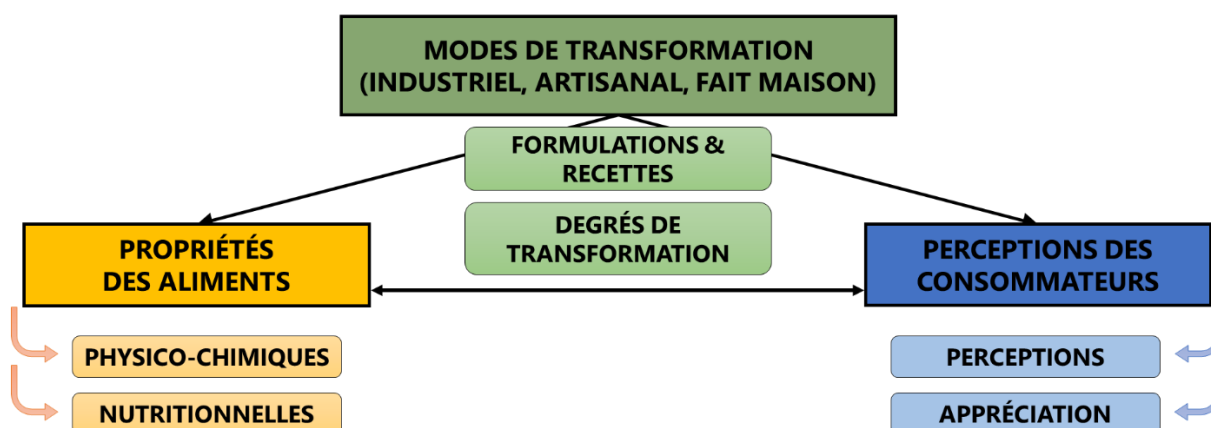 MODES DE TRANSFORMATION
(INDUSTRIEL, ARTISANAL, FAIT MAISON)
FORMULATIONS &
RECETTES
DEGRÉS DE
TRANSFORMATION
PROPRIÉTÉS
DES ALIMENTS
PERCEPTIONS DES
CONSOMMATEURS
PHYSICO-CHIMIQUES
PERCEPTIONS
NUTRITIONNELLES
APPRÉCIATION